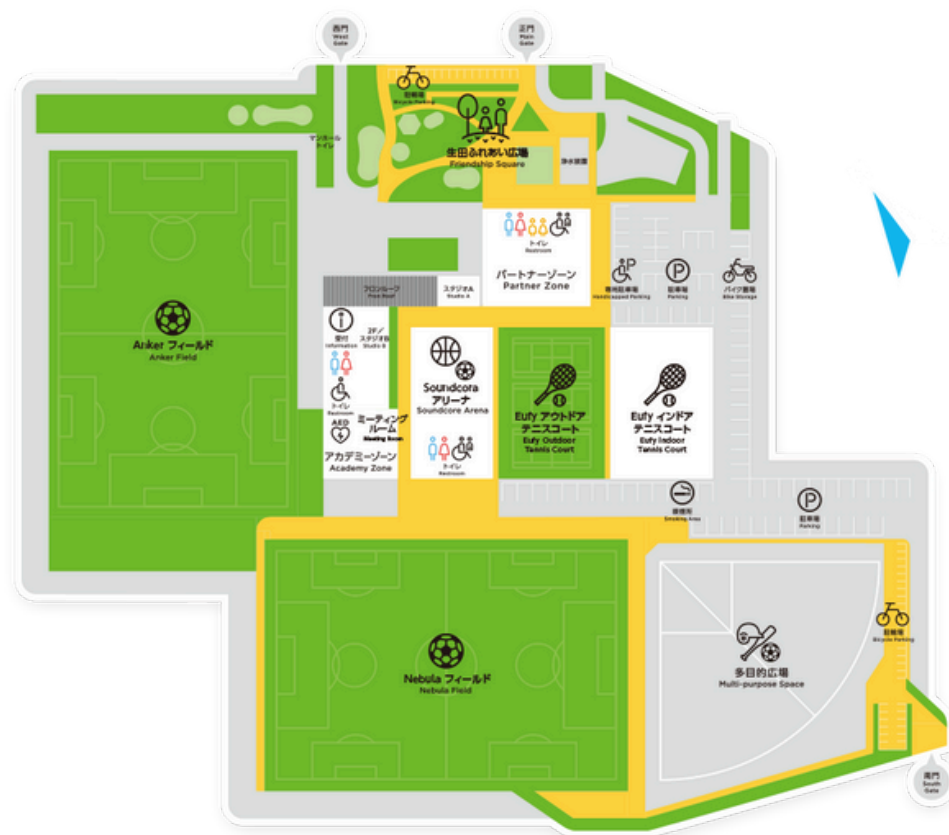 西門
West
Gate
正門
Main
Gate
駐輪場
Bicycle Parking
マンホール
トイレ
生田ふれあい広場
Friendship Square
浄水装置
トイレ
Restroom
パートナーゾーン
Partner Zone
P
Handicapped Parking
P
駐車場
Parking
バイク置場
Bike Storage
フロンループ
スタジオA
Studio A
受付
Information
2F/
スタジオB
Studio B
トイレ
Restroom
AED
ミーティング
ルーム
Meeting Room
アカデミーゾーン
Academy Zone
Anker フィールド
Anker Field
Soundcora
アリーナ
Soundcore Arena
トイレ
Restroom
Eufy アウトドア
テニスコート
Eufy Outdoor
Tannis Court
Eufy インドア
テニスコート
Eufy Indoor
Tannis Court
喫煙所
Smoking Area
P
駐車場
Parking
Nebula フィールド
Nebula Field
多目的広場
Multi-purpose Space
駐輪場
Bicycle Parking
南門
South
Gate